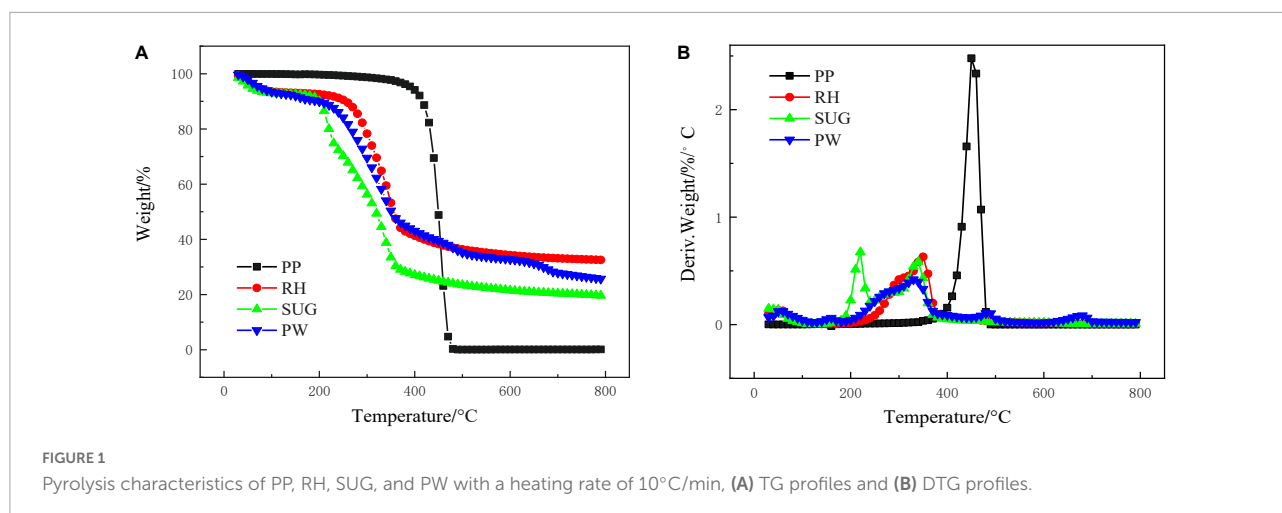 A
B
100
80
60
40
20
0
Weight/%
PP
RH
SUG
PW
0
200
400
600
800
Temperature/°C
2
1
0
Deriv.Weight/%/° C
PP
RH
SUG
PW
0
200
400
600
800
Temperature/°C
FIGURE 1
Pyrolysis characteristics of PP, RH, SUG, and PW with a heating rate of 10°C/min, (A) TG profiles and (B) DTG profiles.